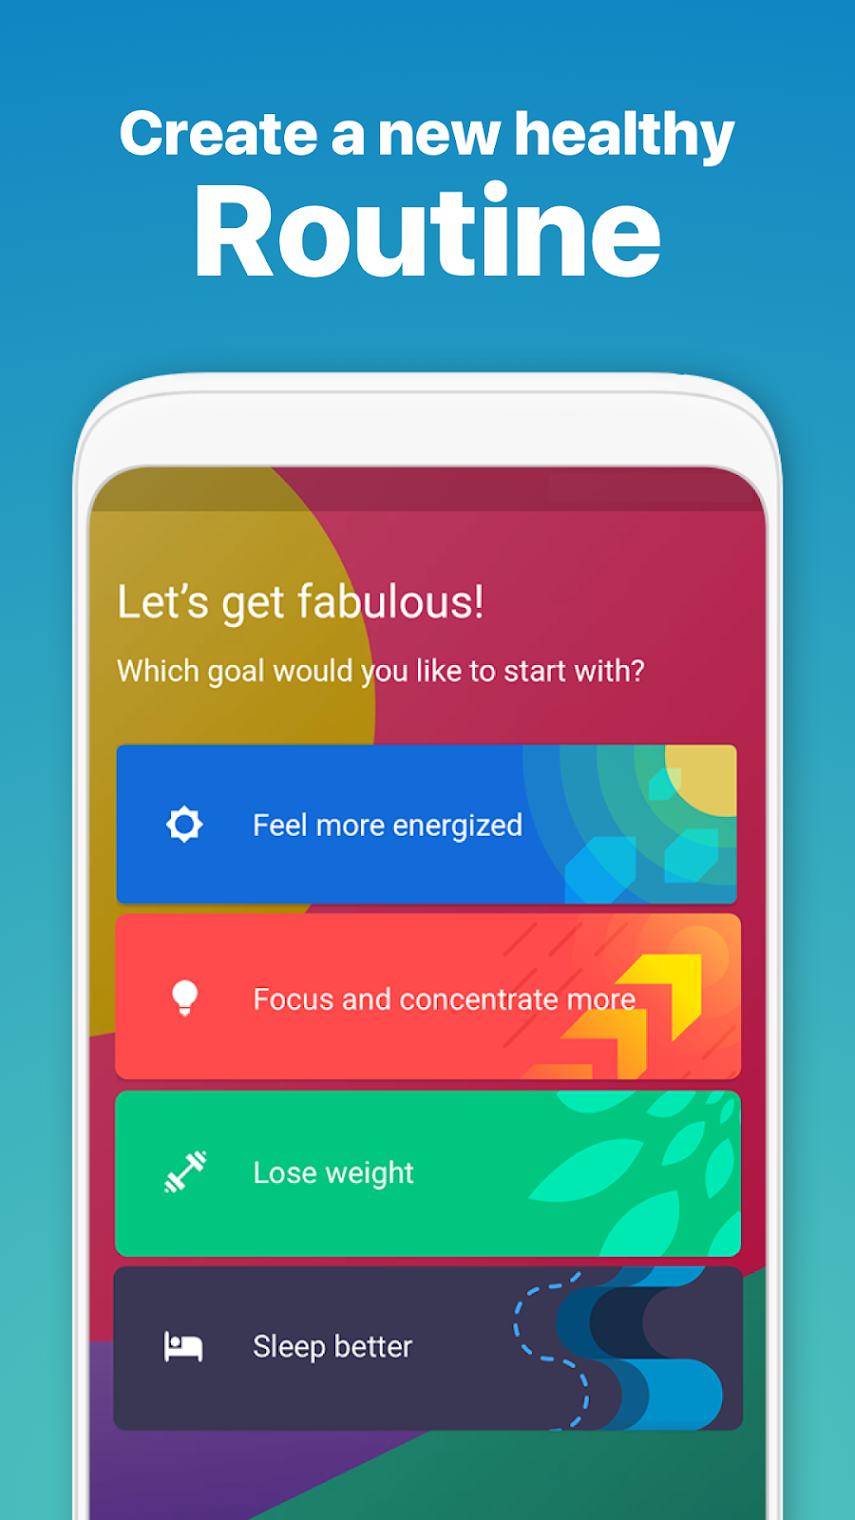 Create a new healthy
Routine
Let’s get fabulous!
Which goal would you like to start with?
Feel more energized
Focus and concentrate more
Lose weight
Sleep better